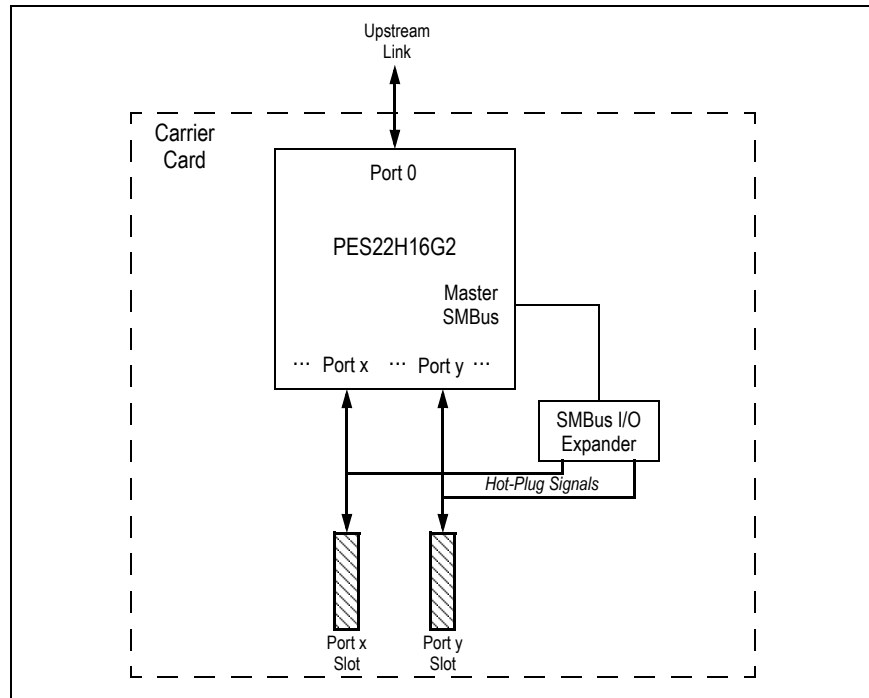 Upstream
Link
Carrier
Card
Port 0
PES22H16G2
Master
SMBus
... Port x ... Port y ...
SMBus I/O
Expander
Hot-Plug Signals
Port x
Slot
Port y
Slot